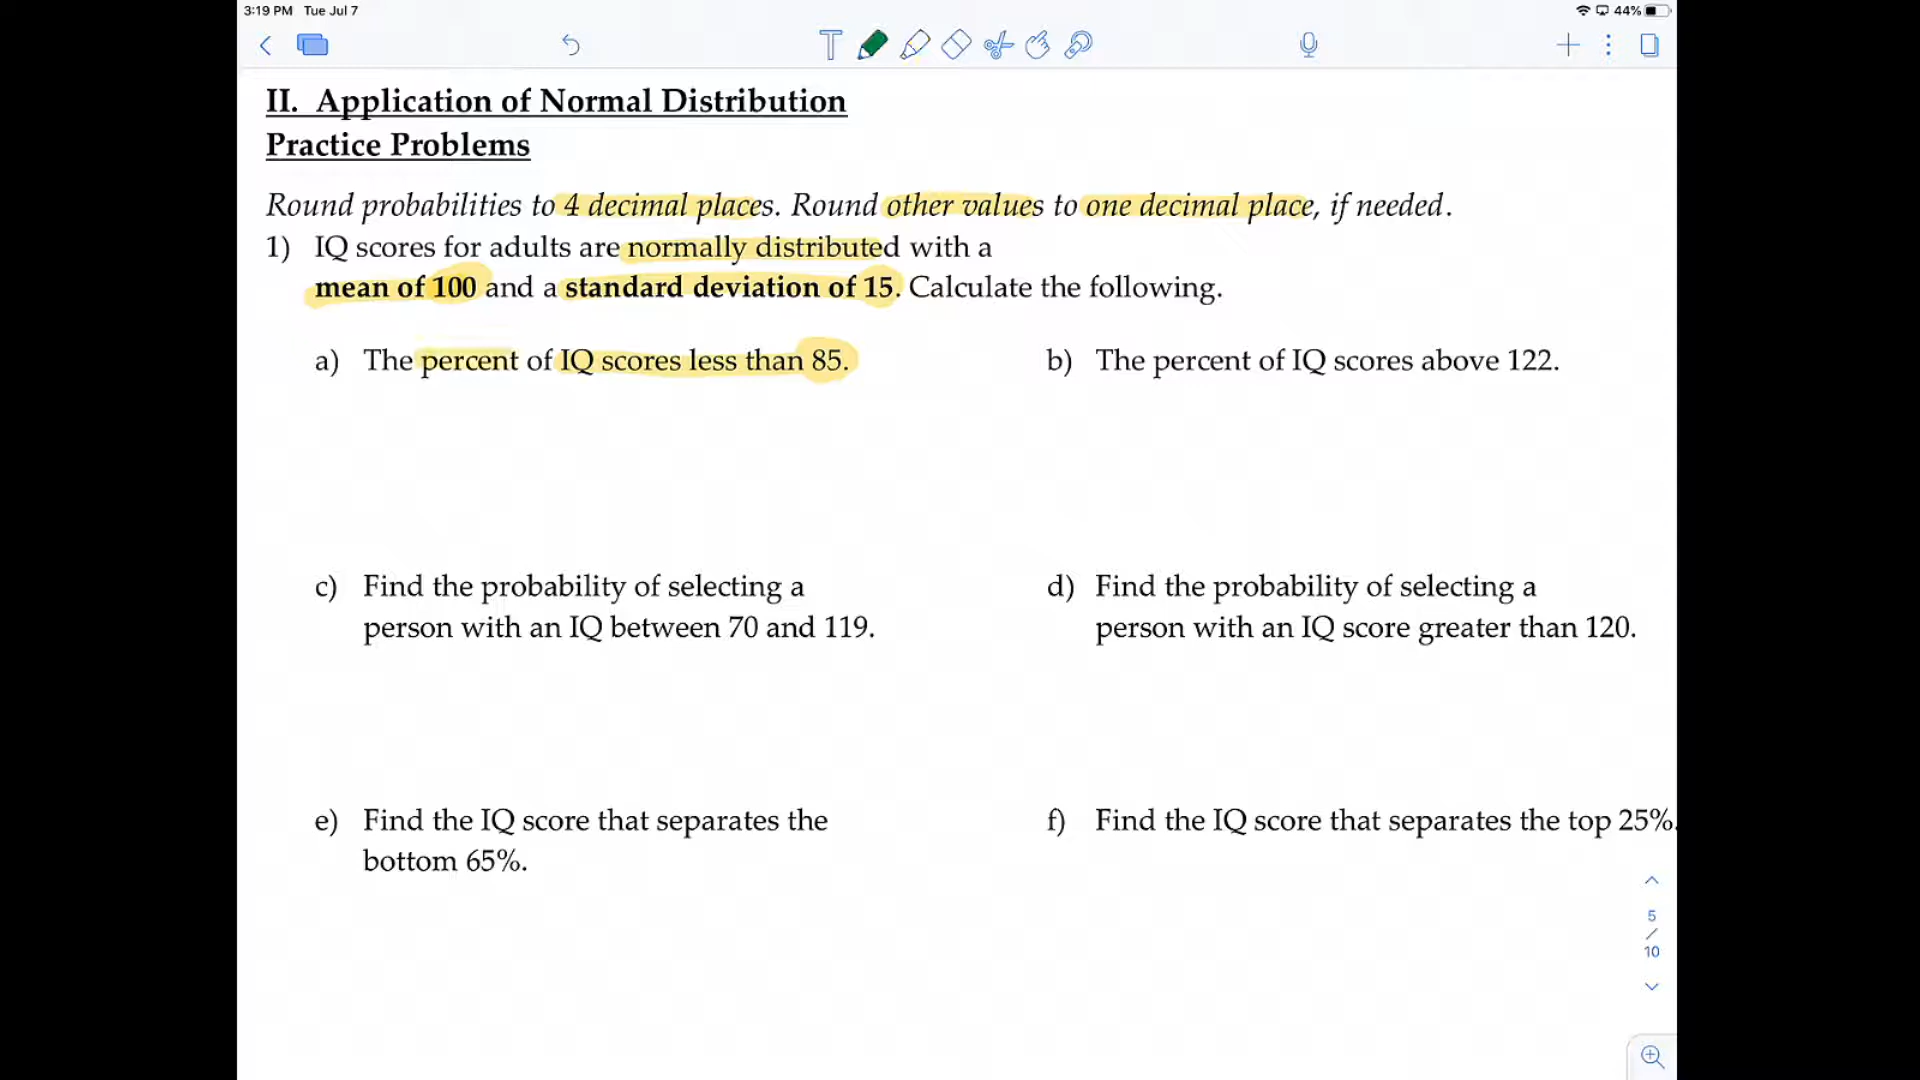 3:19 PM Tue Jul 7
44%
T
II. Application of Normal Distribution
Practice Problems
Round probabilities to 4 decimal places. Round other values to one decimal place, if needed.
1) IQ scores for adults are normally distributed with a
mean of 100 and a standard deviation of 15. Calculate the following.
a) The percent of IQ scores less than 85.
b) The percent of IQ scores above 122.
c) Find the probability of selecting a
person with an IQ between 70 and 119.
d) Find the probability of selecting a
person with an IQ score greater than 120.
e) Find the IQ score that separates the
bottom 65%.
f) Find the IQ score that separates the top 25%.
5
/
10